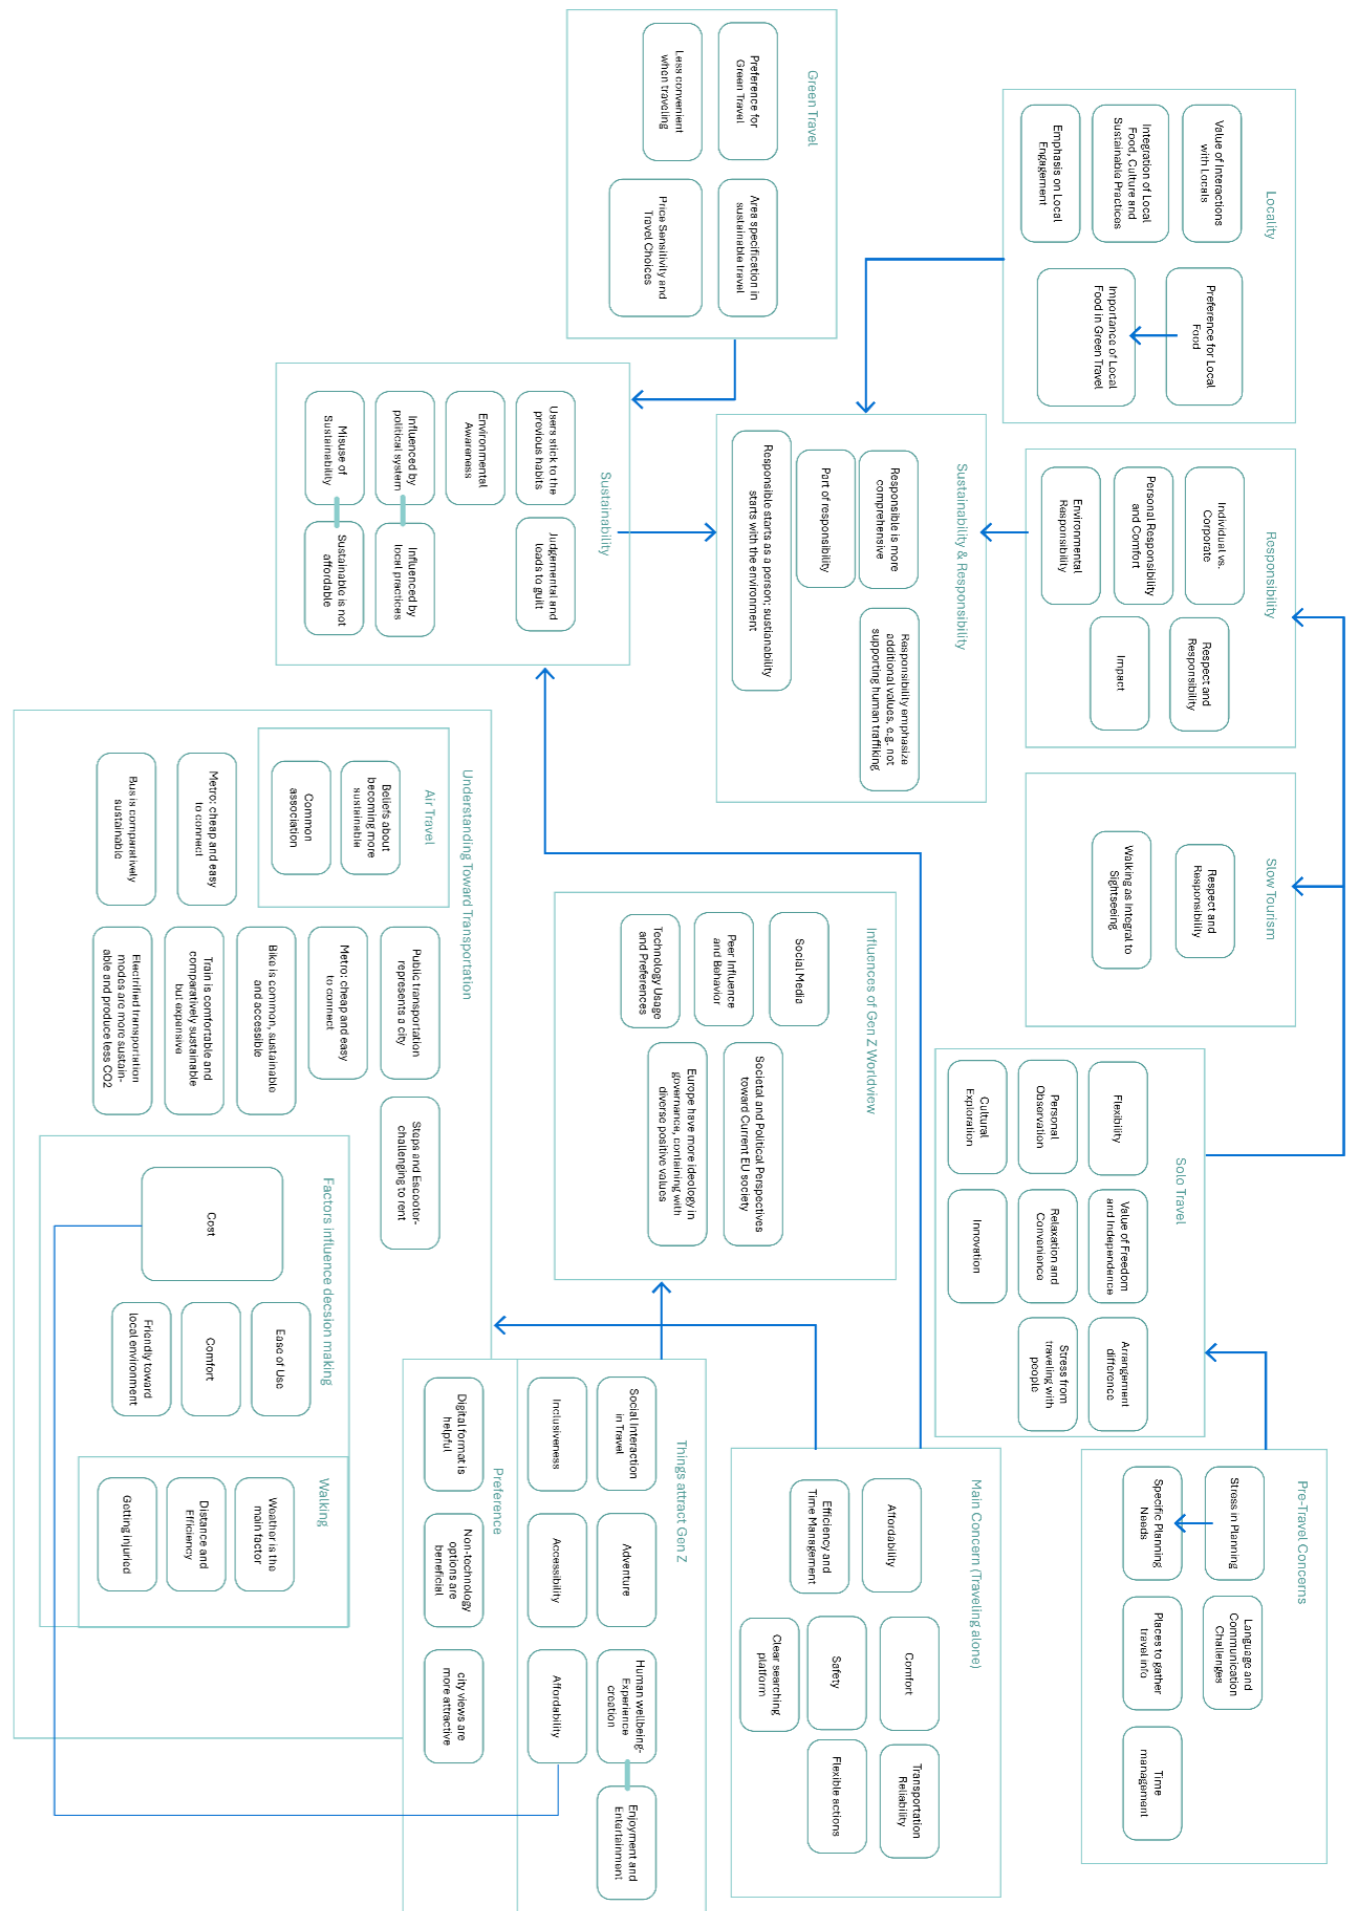 Locality
Value of Interactions
with Locals
Preference for Local
Food
Integration of Local
Food, Culture and
Sustainable Practices
Importance of Local
Food in Green Travel
Emphasis on Local
Engagement
Responsibility
Individual vs.
Corporate
Respect and
Responsibility
Personal Responsibility
and Comfort
Impact
Environmental
Responsibility
Slow Tourism
Respect and
Responsibility
Walking as Integral to
Sightseeing
Solo Travel
Flexibility
Value of Freedom
and Independence
Arrangement
difference
Personal
Observation
Relaxation and
Convenience
Stress from
traveling with
people
Cultural
Exploration
Innovation
Pre-Travel Concerns
Stress in Planning
Language and
Communication
Challenges
Specific Planning
Needs
Places to gather
travel info
Time
management
Green Travel
Preference for
Green Travel
Area specification in
sustainable travel
Less convenient
when traveling
Price Sensitivity and
Travel Choices
Sustainability & Responsibility
Responsible is more
comprehensive
Responsibility emphasize
additional values, e.g. not
supporting human traffiking
Part of responsibility
Responsible starts as a person; sustianability
starts with the environment
Sustainability
Users stick to the
previous habits
Judgemental and
leads to guilt
Environmental
Awareness
Influenced by
political system
Influenced by
local practices
Misuse of
Sustainability
Sustainable is not
affordable
Influences of Gen Z Worldview
Social Media
Societal and Political Perspectives
toward Current EU society
Peer Influence
and Behavior
Europe have more ideology in
governance, containing with
diverse positive values
Technology Usage
and Preferences
Main Concern (Traveling alone)
Affordability
Comfort
Transportation
Reliability
Efficiency and
Time Management
Safety
Flexible actions
Clear searching
platform
Things attract Gen Z
Social Interaction
in Travel
Adventure
Human wellbeing-
Experience
creation
Enjoyment and
Entertainment
Inclusiveness
Accessibility
Affordability
Preference
Digital format is
helpful
Non-technology
options are
beneficial
city views are
more attractive
Understanding Toward Transportation
Air Travel
Beliefs about
becoming more
sustainable
Common
association
Public transportation
represents a city
Steps and Escooter-
challenging to rent
Metro: cheap and easy
to connect
Bike is common, sustainable
and accessible
Metro: cheap and easy
to connect
Train is comfortable and
comparatively sustainable
but expensive
Bus is comparatively
sustainable
Electrified transportation
modes are more sustain-
able and produce less CO2
Factors influence decsion making
Cost
Ease of Use
Comfort
Friendly toward
local environment
Walking
Weather is the
main factor
Distance and
Efficiency
Getting injured